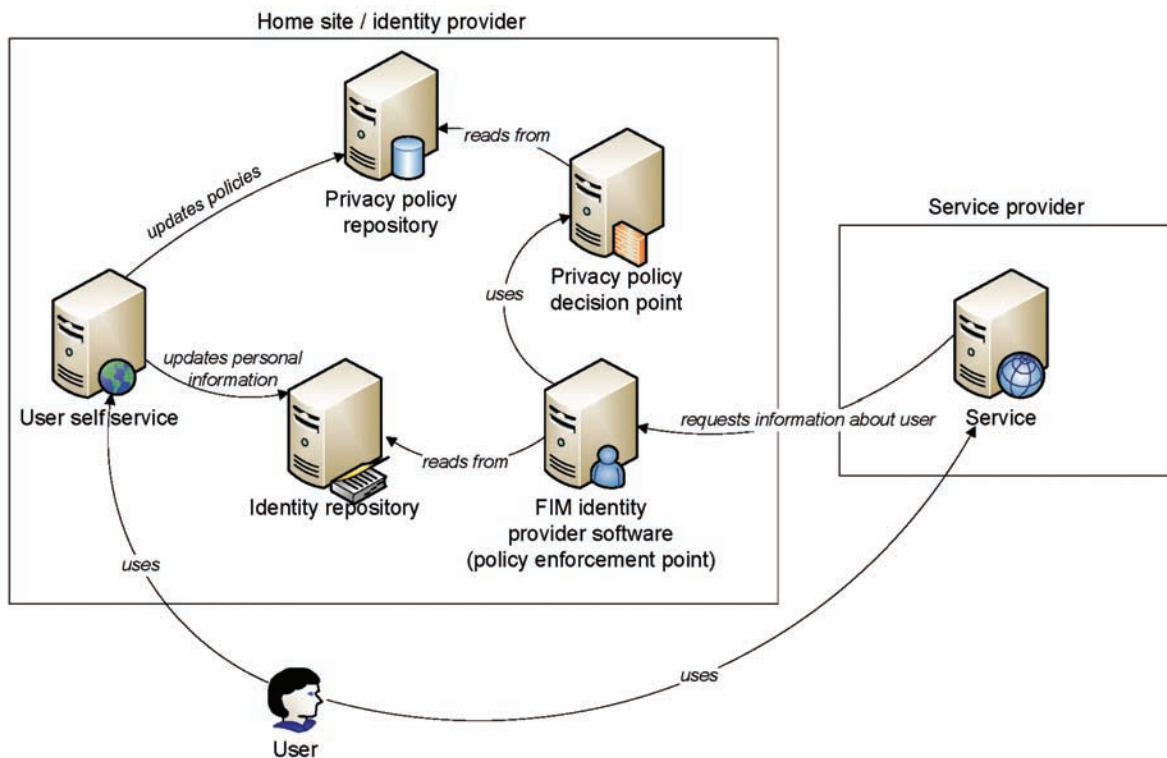 Home site / identity provider
reads from
Privacy policy
repository
updates policies
Service provider
Privacy policy
decision point
uses
updates personal
information
User self service
requests information about user
Service
reads from
Identity repository
FIM identity
provider software
(policy enforcement point)
uses
uses
User